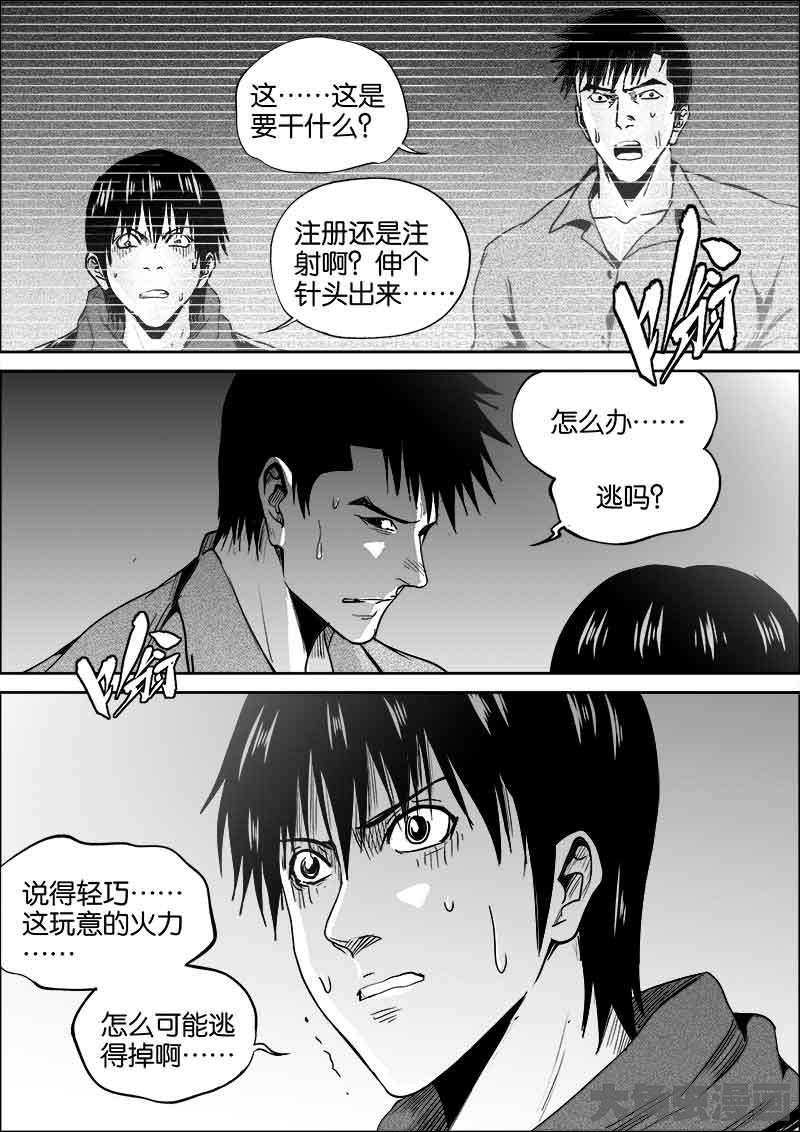 这……这是
要干什么？
注册还是注
射啊？伸个
针头出来……
怎么办……
逃吗？
说得轻巧……
这玩意的火力
……
怎么可能逃
得掉啊……